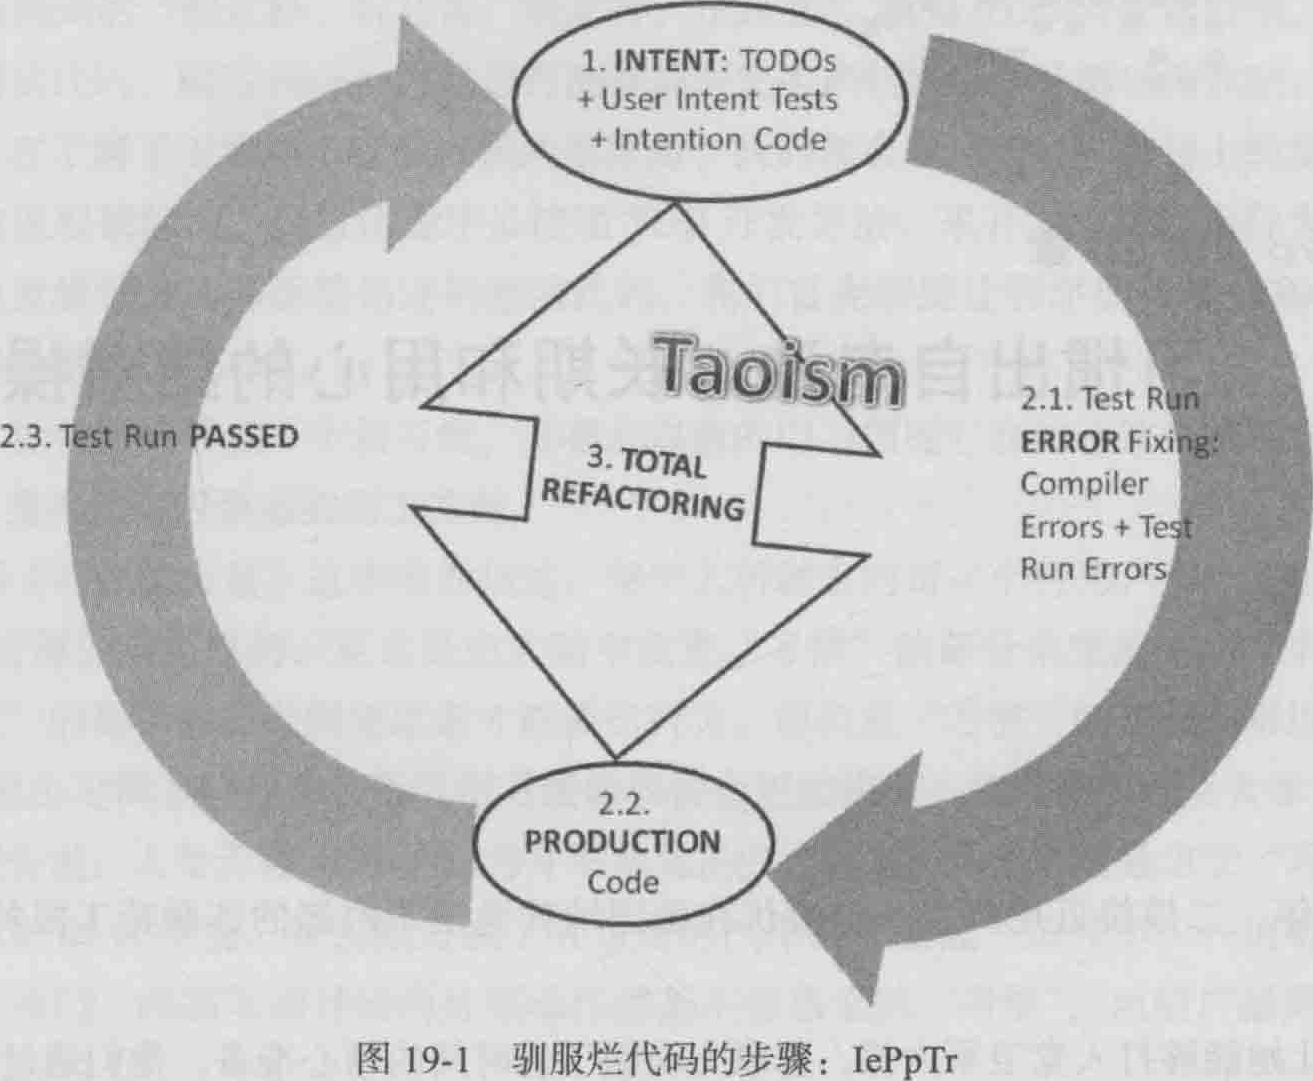 1. INTENT: TODOs
+ User Intent Tests
+ Intention Code
Taoism
2.3. Test Run PASSED
3. TOTAL
REFACTORING
2.1. Test Run
ERROR Fixing:
Compiler
Errors + Test
Run Errors
2.2.
PRODUCTION
Code
图 19-1 驯服烂代码的步骤：IePpTr